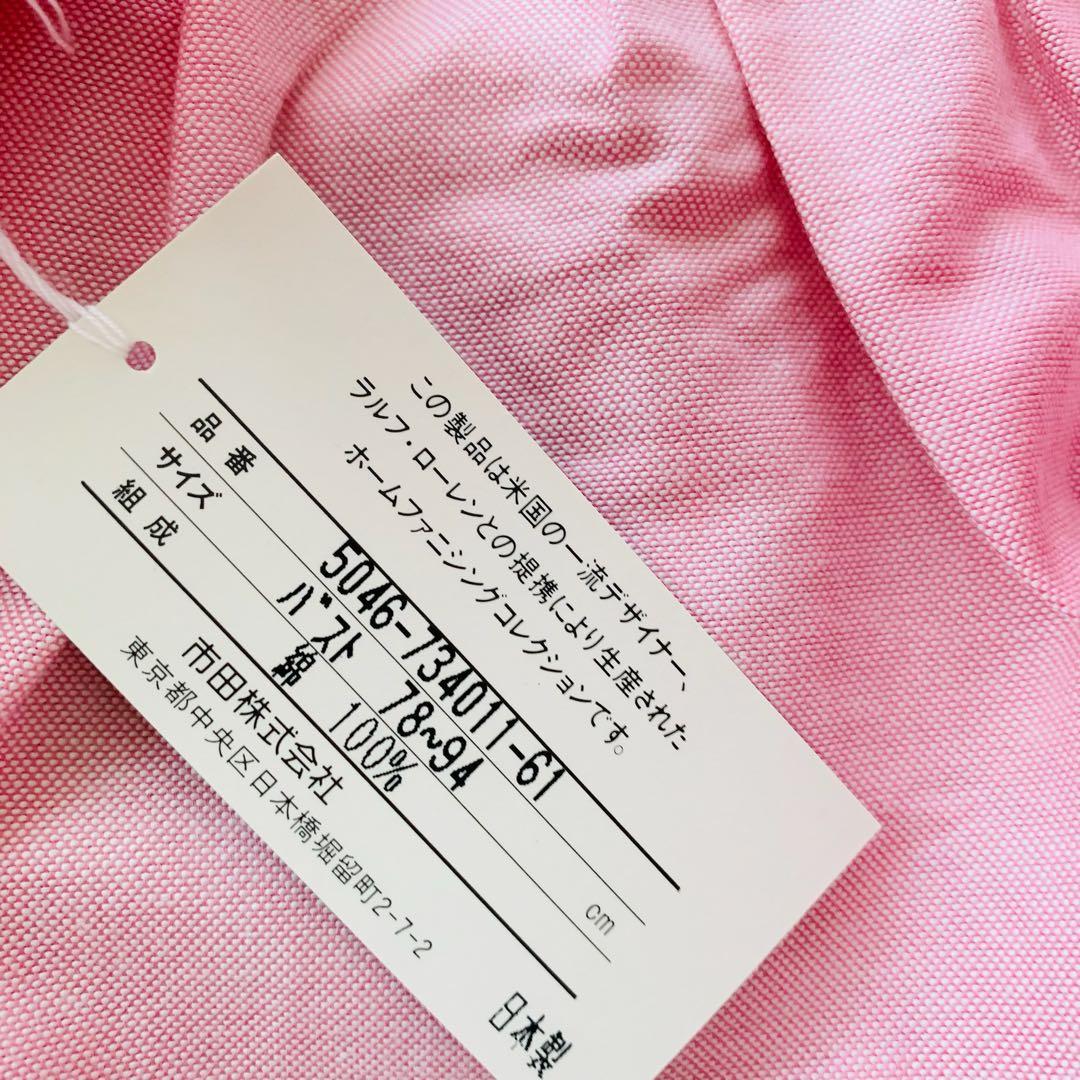 この製品は米国の一流デザイナー、
ラルフ・ローレンとの提携により生産された
ホームファニシングコレクションです。
品番 5046-734011-61
サイズ バスト 78~94 cm
組成 綿 100%
市田株式会社
東京都中央区日本橋堀留町2-7-2
日本製